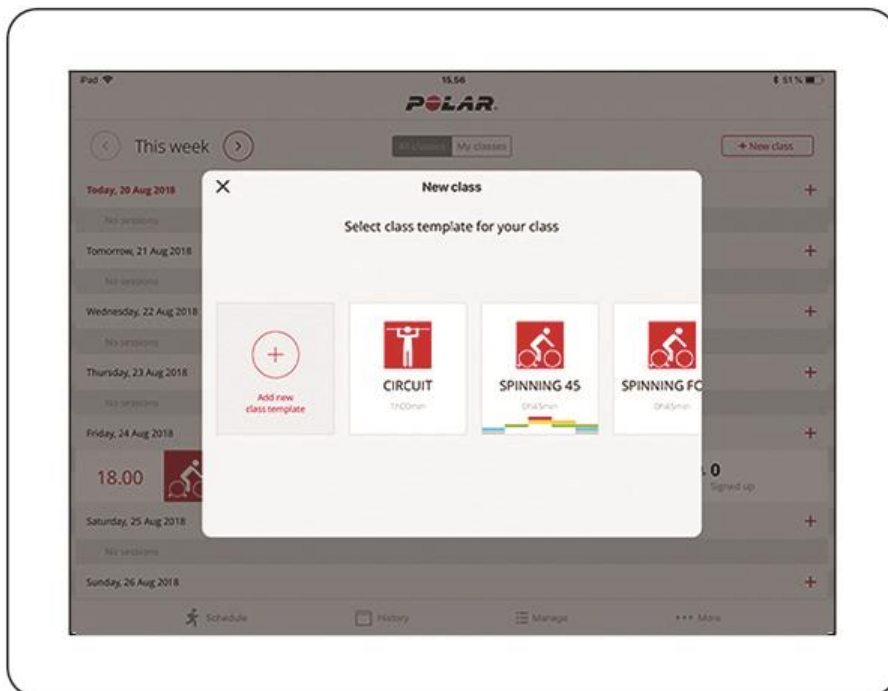 iPad 15.56 51%
POLAR.
This week All classes My classes + New class
Today, 20 Aug 2018
No sessions
Tomorrow, 21 Aug 2018
No sessions
Wednesday, 22 Aug 2018
No sessions
Thursday, 23 Aug 2018
No sessions
Friday, 24 Aug 2018
18.00
0
Signed up
Saturday, 25 Aug 2018
No sessions
Sunday, 26 Aug 2018
New class
Select class template for your class
Add new
class template
CIRCUIT
1h00min
SPINNING 45
0h45min
SPINNING FO
0h45min
Schedule History Manage More